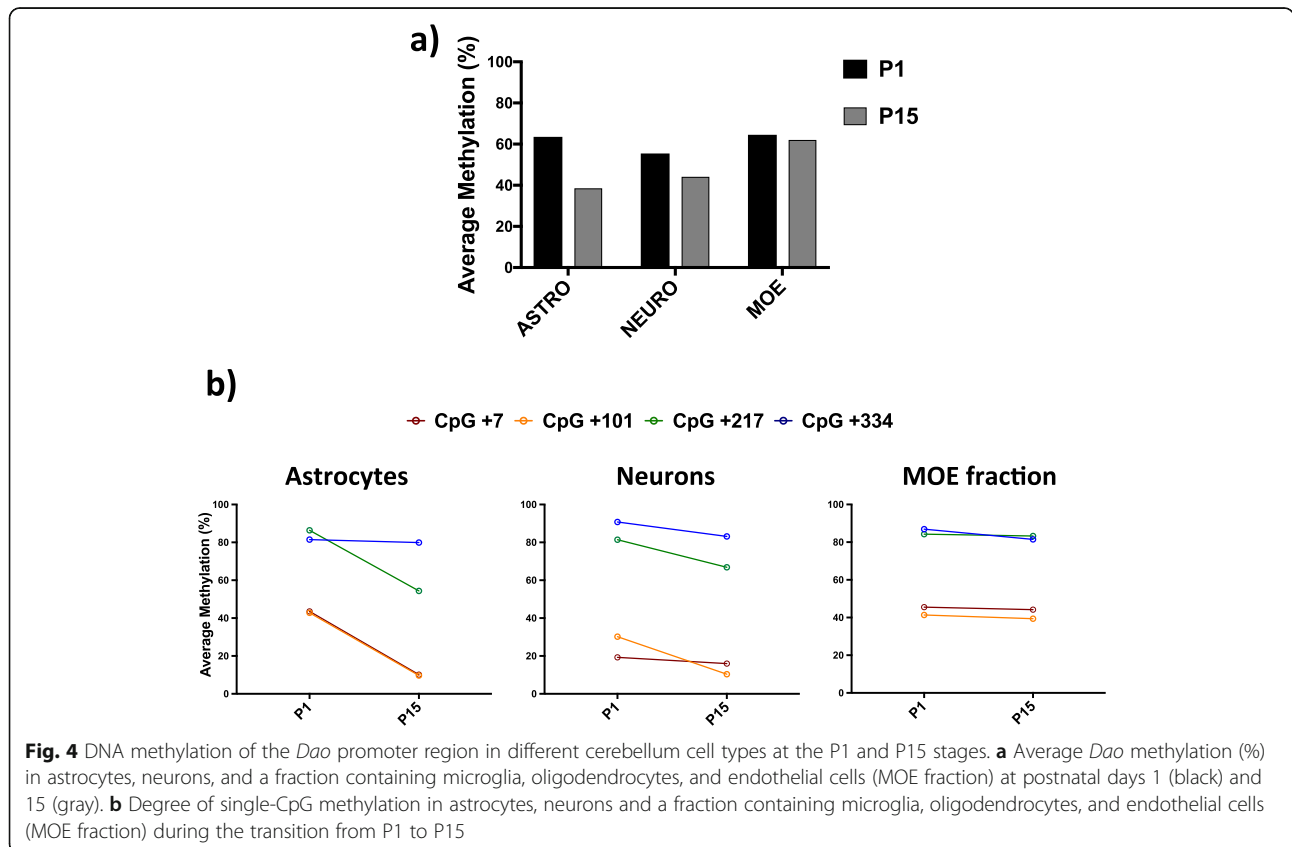 a)
Average Methylation (%)
100
80
60
40
20
0
ASTRO
NEURO
MOE
P1
P15
b)
CpG +7 CpG +101 CpG +217 CpG +334
Astrocytes
Average Methylation (%)
100
80
60
40
20
0
P1
P15
Neurons
100
80
60
40
20
0
P1
P15
MOE fraction
100
80
60
40
20
0
P1
P15
Fig. 4 DNA methylation of the Dao promoter region in different cerebellum cell types at the P1 and P15 stages. a Average Dao methylation (%)
in astrocytes, neurons, and a fraction containing microglia, oligodendrocytes, and endothelial cells (MOE fraction) at postnatal days 1 (black) and
15 (gray). b Degree of single-CpG methylation in astrocytes, neurons and a fraction containing microglia, oligodendrocytes, and endothelial cells
(MOE fraction) during the transition from P1 to P15